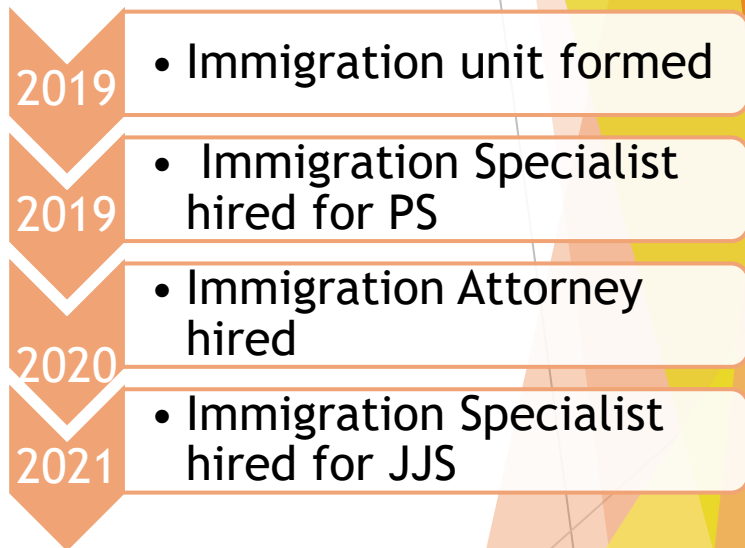 2019
• Immigration unit formed
2019
• Immigration Specialist
hired for PS
2020
• Immigration Attorney
hired
2021
• Immigration Specialist
hired for JJS